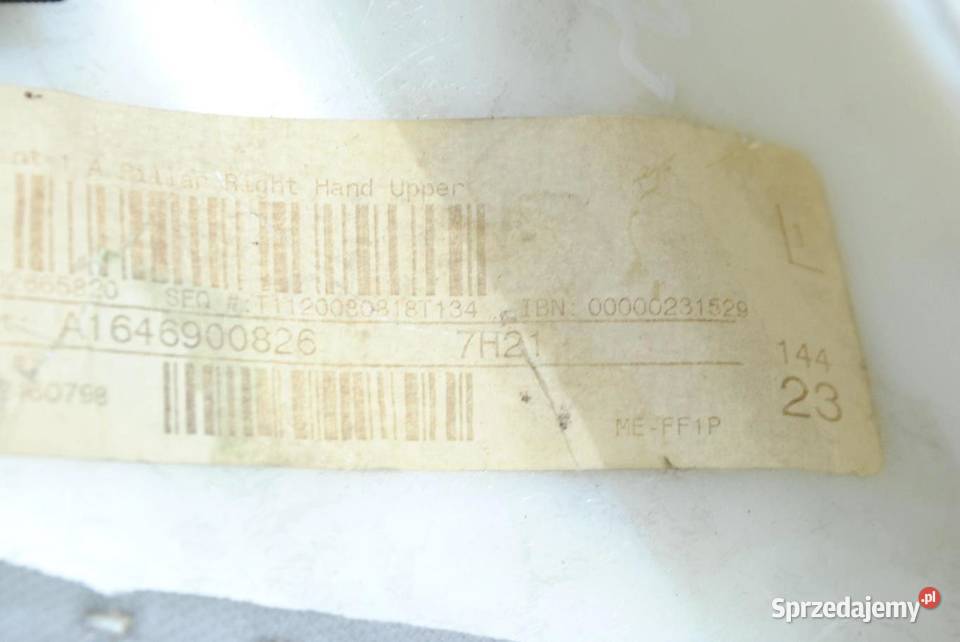 A Pillar Right Hand Upper
SEQ #:T1120080818T134 IBN: 00000231529
A1646900826 7H21
144
23
ME-FF1P
Sprzedajemy.pl